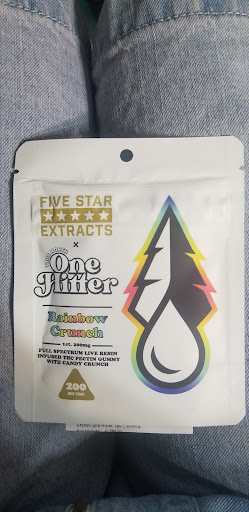 FIVE STAR
EXTRACTS
x
One
Hitter
Rainbow
Crunch
1ct. 200mg
FULL SPECTRUM LIVE RESIN
INFUSED THC PECTIN GUMMY
WITH CANDY CRUNCH
200
MG THC